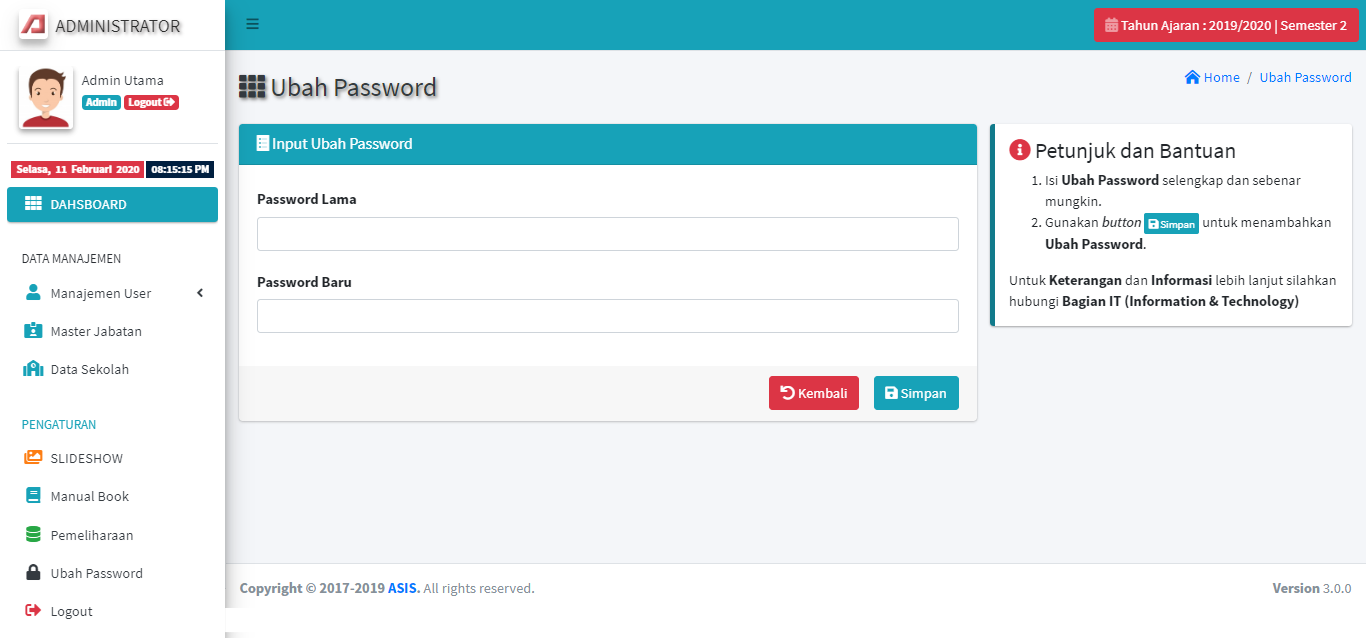 ADMINISTRATOR
Tahun Ajaran : 2019/2020 | Semester 2
Admin Utama
Admin Logout
Selasa, 11 Februari 2020 08:15:15 PM
DAHSBOARD
DATA MANAJEMEN
Manajemen User
Master Jabatan
Data Sekolah
PENGATURAN
SLIDESHOW
Manual Book
Pemeliharaan
Ubah Password
Logout
Ubah Password
Home / Ubah Password
Input Ubah Password
Password Lama
Password Baru
Kembali Simpan
Petunjuk dan Bantuan
1. Isi Ubah Password selengkap dan sebenar
mungkin.
2. Gunakan button Simpan untuk menambahkan
Ubah Password.
Untuk Keterangan dan Informasi lebih lanjut silahkan
hubungi Bagian IT (Information & Technology)
Copyright © 2017-2019 ASIS. All rights reserved.
Version 3.0.0